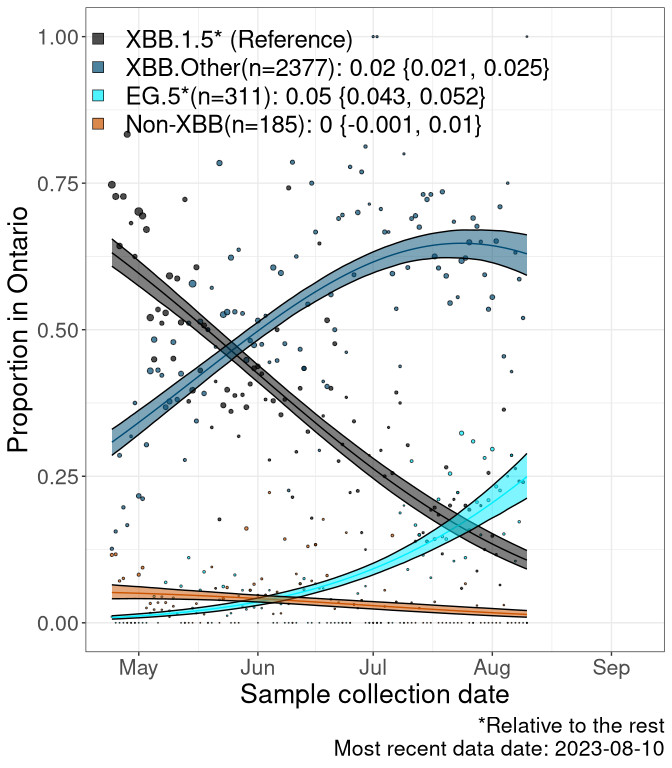 1.00
0.75
0.50
0.25
0.00
Proportion in Ontario
XBB.1.5* (Reference)
XBB.Other(n=2377): 0.02 {0.021, 0.025}
EG.5*(n=311): 0.05 {0.043, 0.052}
Non-XBB(n=185): 0 {-0.001, 0.01}
May Jun Jul Aug Sep
Sample collection date
*Relative to the rest
Most recent data date: 2023-08-10